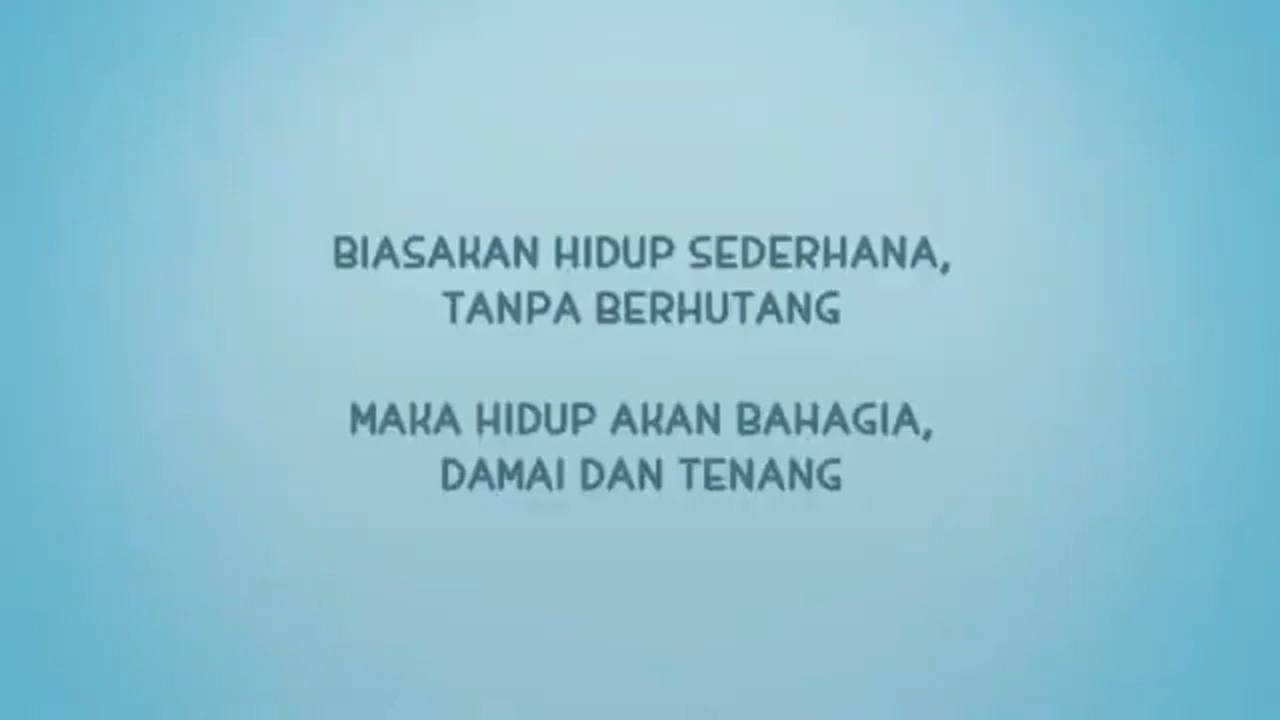 BIASAKAN HIDUP SEDERHANA,
TANPA BERHUTANG
MAKA HIDUP AKAN BAHAGIA,
DAMAI DAN TENANG